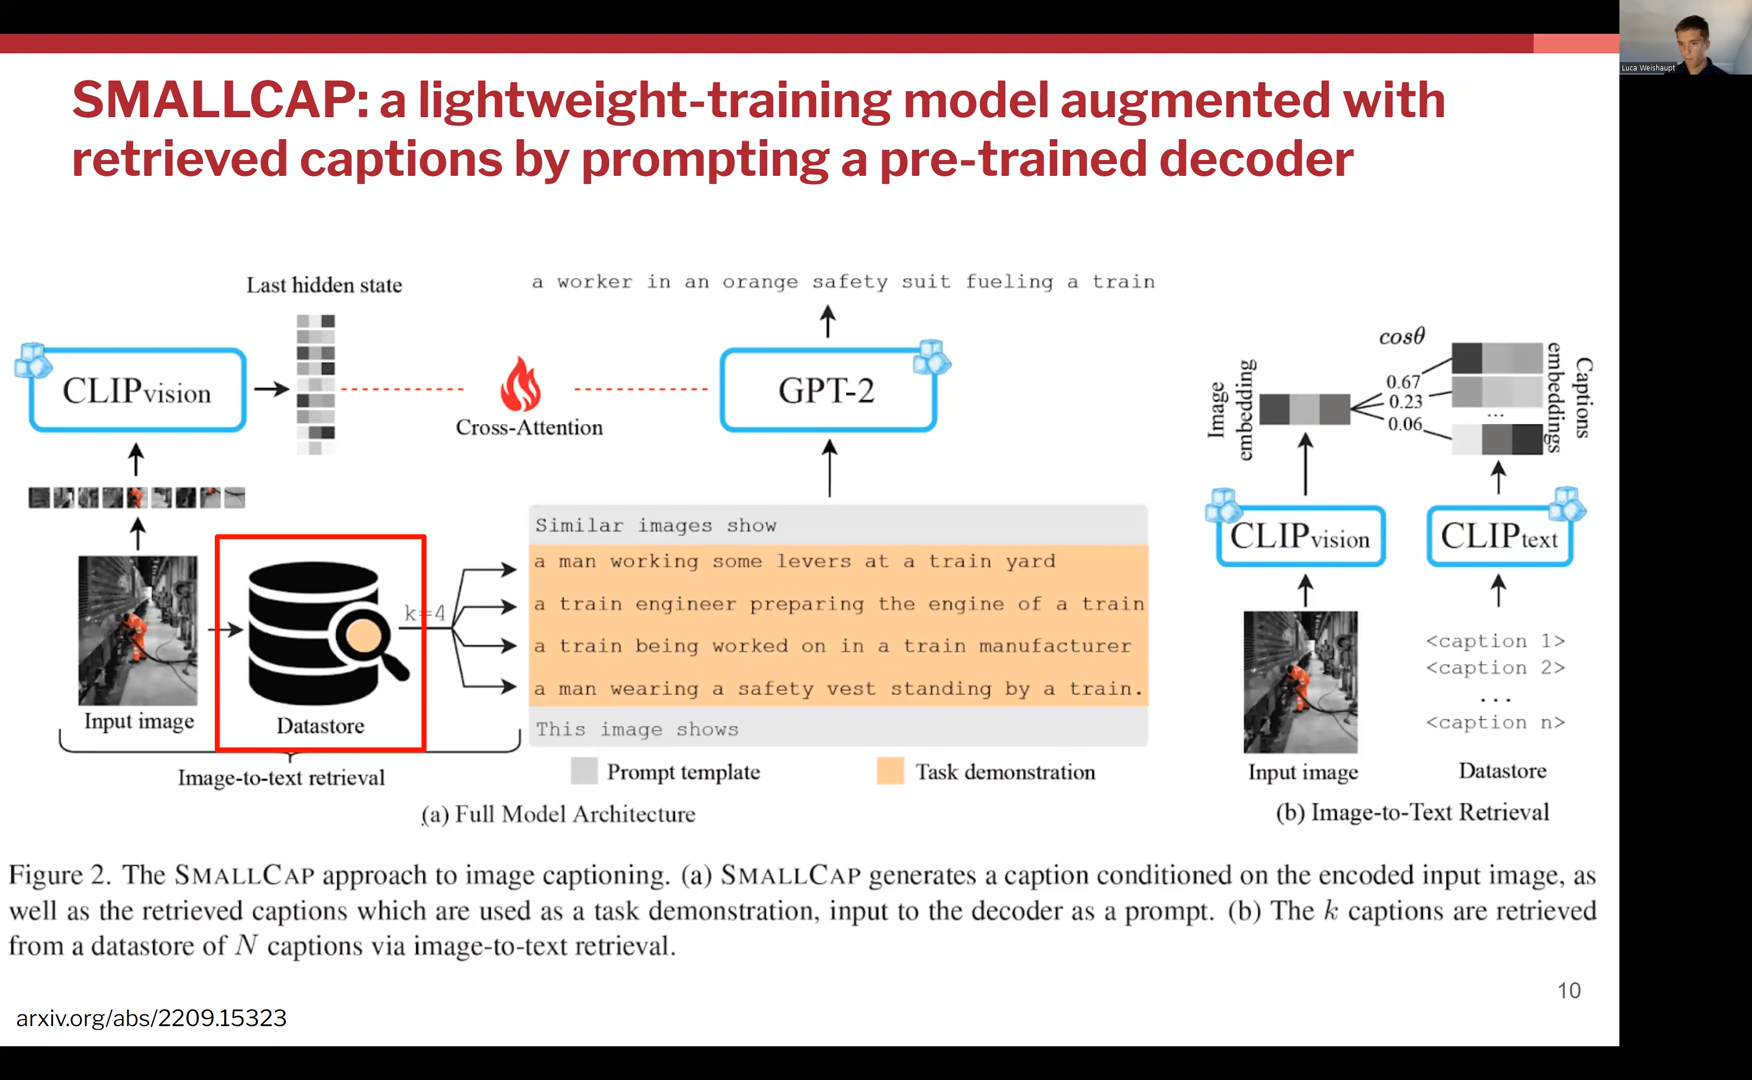 SMALLCAP: a lightweight-training model augmented with
retrieved captions by prompting a pre-trained decoder
Luca Weishaupt
Last hidden state
a worker in an orange safety suit fueling a train
CLIPvision
Cross-Attention
GPT-2
Similar images show
a man working some levers at a train yard
a train engineer preparing the engine of a train
a train being worked on in a train manufacturer
a man wearing a safety vest standing by a train.
This image shows
k=4
Input image
Datastore
Image-to-text retrieval
Prompt template
Task demonstration
(a) Full Model Architecture
cosθ
Image
embedding
0.67
0.23
0.06
...
Captions
embeddings
CLIPvision
CLIPtext
<caption 1>
<caption 2>
...
<caption n>
Input image
Datastore
(b) Image-to-Text Retrieval
Figure 2. The SMALLCAP approach to image captioning. (a) SMALLCAP generates a caption conditioned on the encoded input image, as
well as the retrieved captions which are used as a task demonstration, input to the decoder as a prompt. (b) The k captions are retrieved
from a datastore of N captions via image-to-text retrieval.
10
arxiv.org/abs/2209.15323